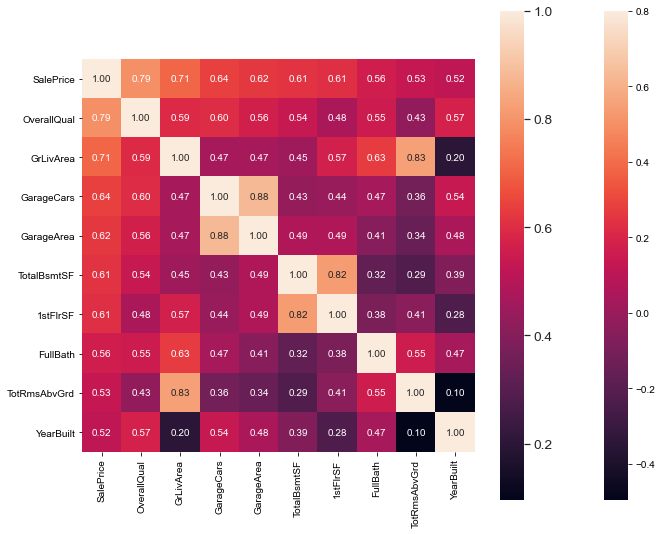 SalePrice 1.00 0.79 0.71 0.64 0.62 0.61 0.61 0.56 0.53 0.52
OverallQual 0.79 1.00 0.59 0.60 0.56 0.54 0.48 0.55 0.43 0.57
GrLivArea 0.71 0.59 1.00 0.47 0.47 0.45 0.57 0.63 0.83 0.20
GarageCars 0.64 0.60 0.47 1.00 0.88 0.43 0.44 0.47 0.36 0.54
GarageArea 0.62 0.56 0.47 0.88 1.00 0.49 0.49 0.41 0.34 0.48
TotalBsmtSF 0.61 0.54 0.45 0.43 0.49 1.00 0.82 0.32 0.29 0.39
1stFlrSF 0.61 0.48 0.57 0.44 0.49 0.82 1.00 0.38 0.41 0.28
FullBath 0.56 0.55 0.63 0.47 0.41 0.32 0.38 1.00 0.55 0.47
TotRmsAbvGrd 0.53 0.43 0.83 0.36 0.34 0.29 0.41 0.55 1.00 0.10
YearBuilt 0.52 0.57 0.20 0.54 0.48 0.39 0.28 0.47 0.10 1.00
SalePrice
OverallQual
GrLivArea
GarageCars
GarageArea
TotalBsmtSF
1stFlrSF
FullBath
TotRmsAbvGrd
YearBuilt
1.0
0.8
0.6
0.4
0.2
0.8
0.6
0.4
0.2
0.0
−0.2
−0.4